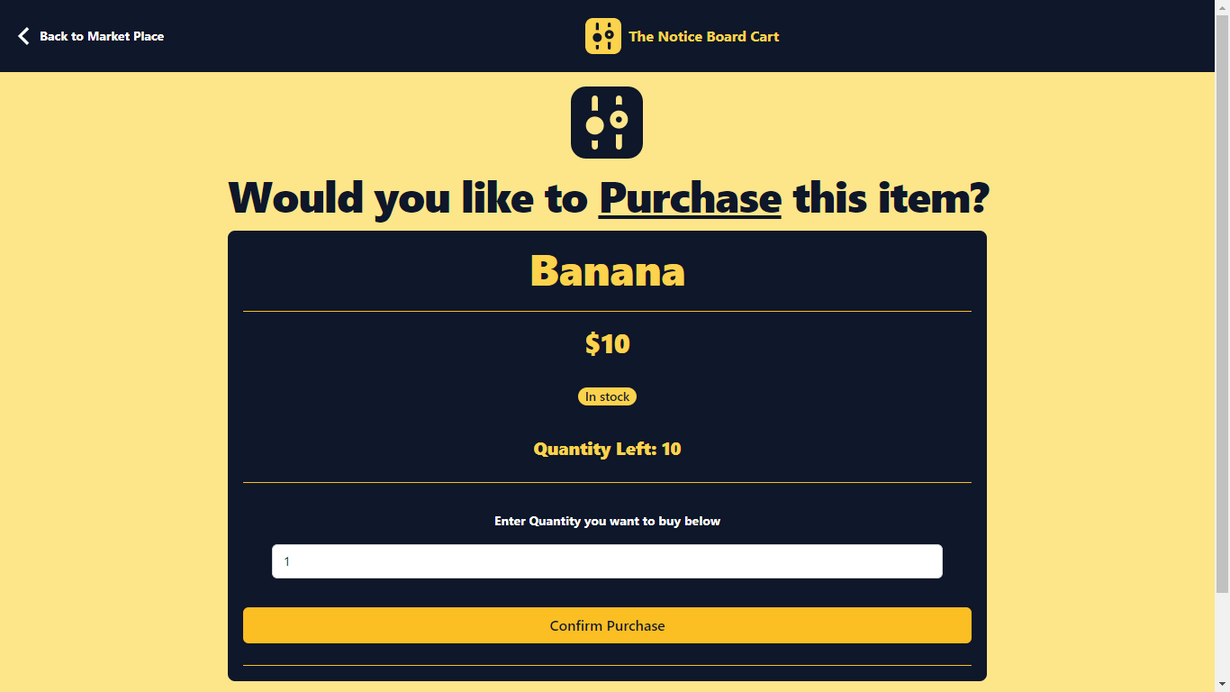 Back to Market Place
The Notice Board Cart
Would you like to Purchase this item?
Banana
$10
In stock
Quantity Left: 10
Enter Quantity you want to buy below
1
Confirm Purchase